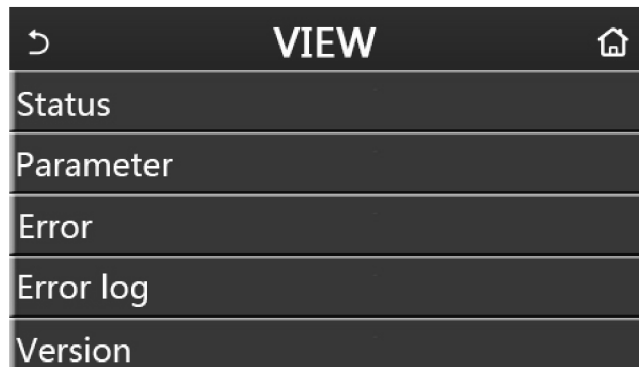 VIEW
Status
Parameter
Error
Error log
Version